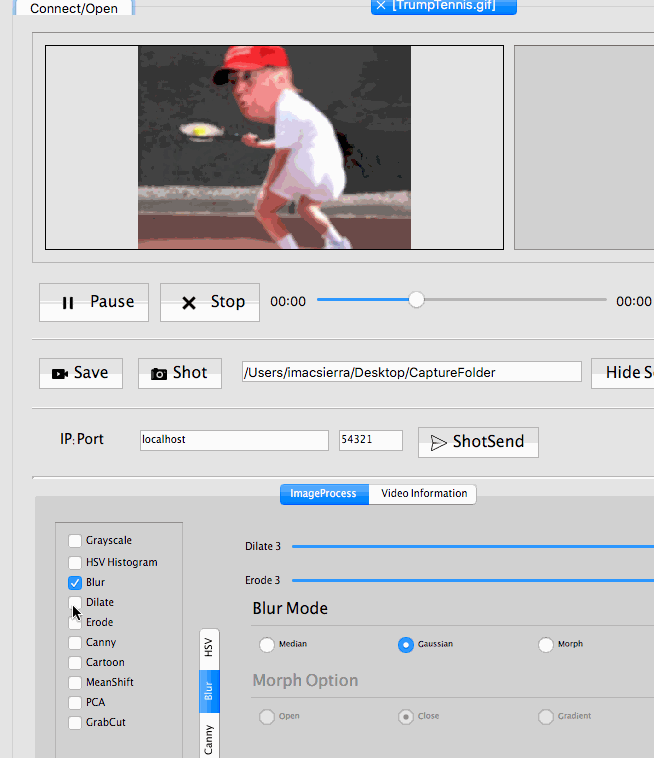 Connect/Open
× [TrumpTennis.gif]
Pause
Stop
00:00
00:00
Save
Shot
/Users/imacsierra/Desktop/CaptureFolder
Hide
IP:Port
localhost
54321
ShotSend
ImageProcess
Video Information
Grayscale
HSV Histogram
Blur
Dilate
Erode
Canny
Cartoon
MeanShift
PCA
GrabCut
HSV
Blur
Canny
Dilate 3
Erode 3
Blur Mode
Median
Gaussian
Morph
Morph Option
Open
Close
Gradient